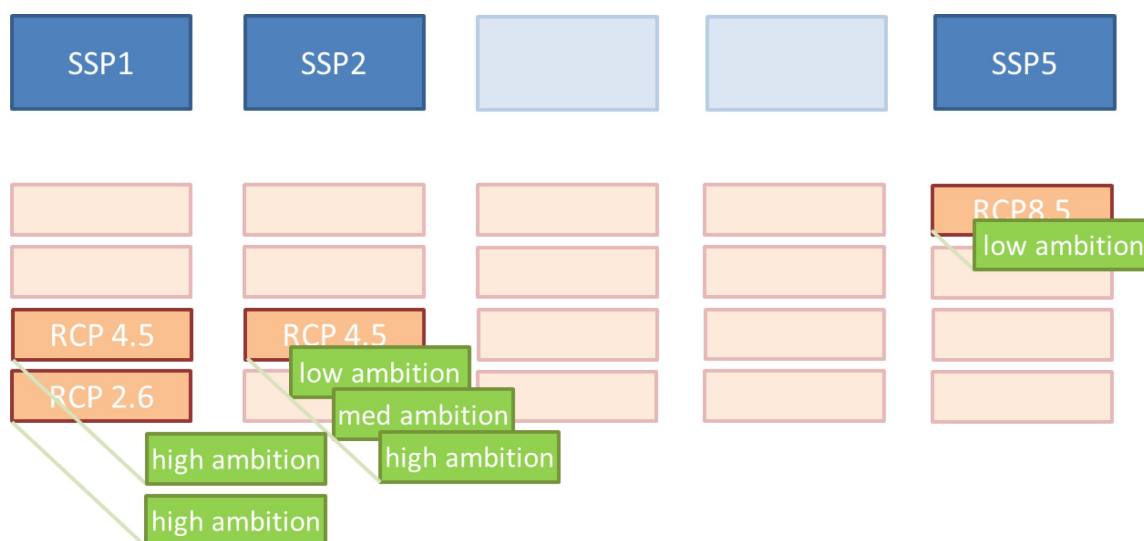 SSP1
SSP2
SSP5
RCP8.5
low ambition
RCP 4.5
RCP 4.5
low ambition
RCP 2.6
med ambition
high ambition
high ambition
high ambition